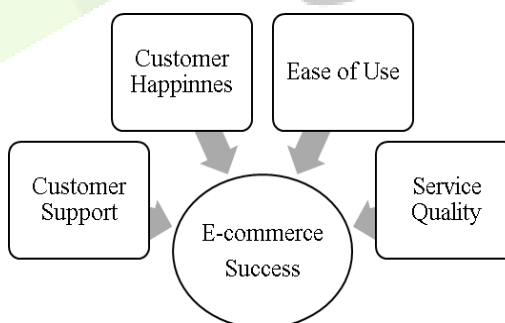 Customer
Happinnes
Ease of Use
Customer
Support
Service
Quality
E-commerce
Success